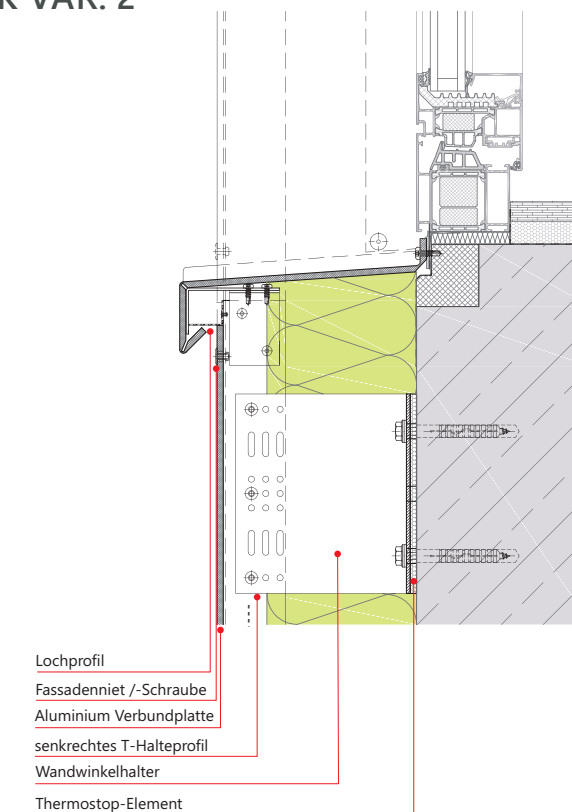 K VAR. 2
Lochprofil
Fassadenniet /-Schraube
Aluminium Verbundplatte
senkrechtes T-Halteprofil
Wandwinkelhalter
Thermostop-Element